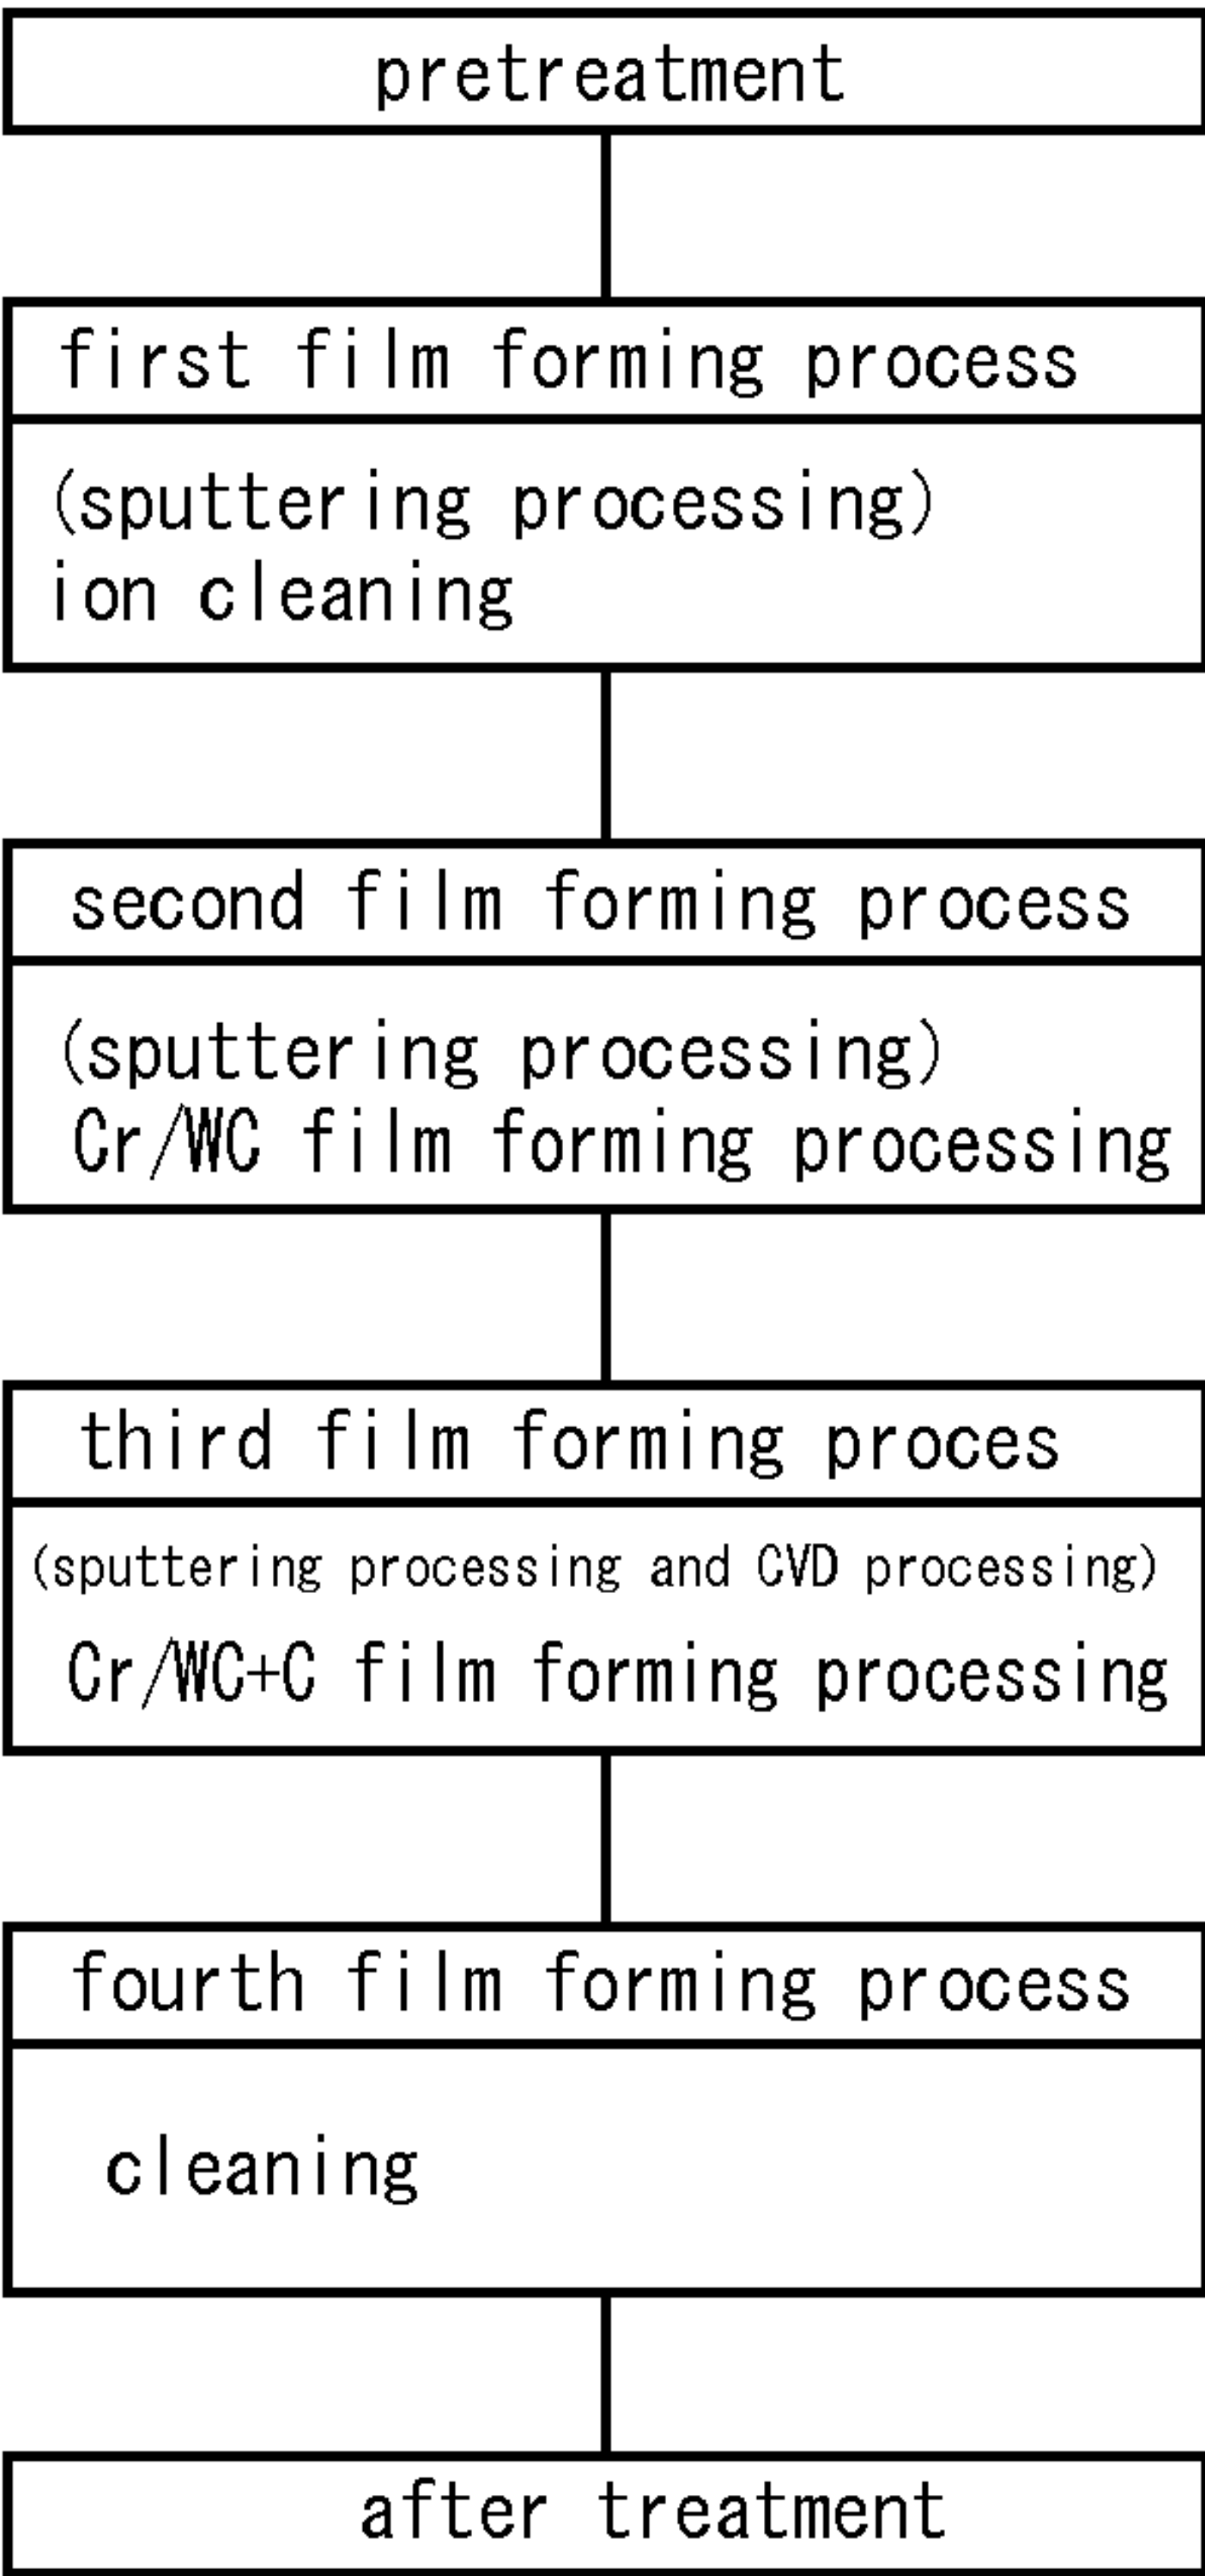 pretreatment
first film forming process
(sputtering processing)
ion cleaning
second film forming process
(sputtering processing)
Cr/WC film forming processing
third film forming proces
(sputtering processing and CVD processing)
Cr/WC+C film forming processing
fourth film forming process
cleaning
after treatment